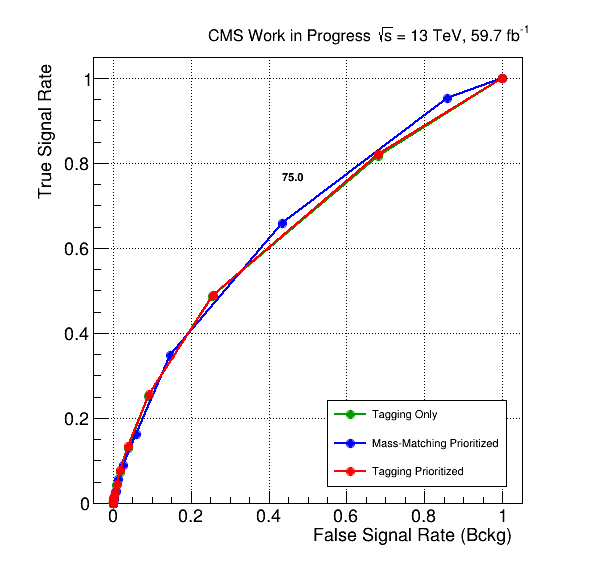 CMS Work in Progress √s = 13 TeV, 59.7 fb⁻¹
True Signal Rate
1
0.8
0.6
0.4
0.2
0
75.0
Tagging Only
Mass-Matching Prioritized
Tagging Prioritized
0 0.2 0.4 0.6 0.8 1
False Signal Rate (Bckg)